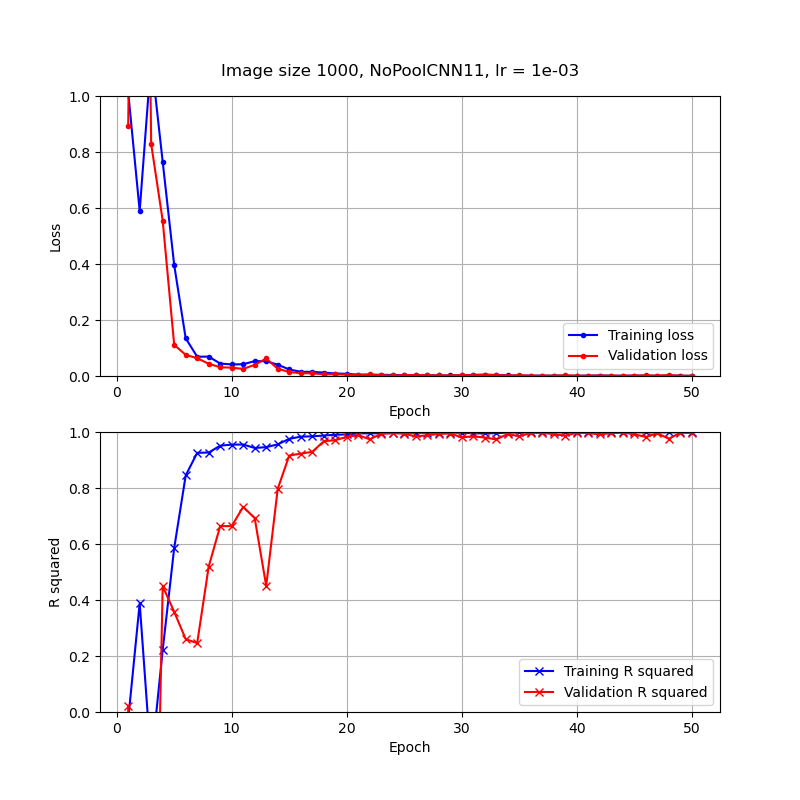 Image size 1000, NoPoolCNN11, lr = 1e-03
1.0
0.8
0.6
0.4
0.2
0.0
Loss
0 10 20 30 40 50
Epoch
Training loss
Validation loss
1.0
0.8
0.6
0.4
0.2
0.0
R squared
0 10 20 30 40 50
Epoch
Training R squared
Validation R squared